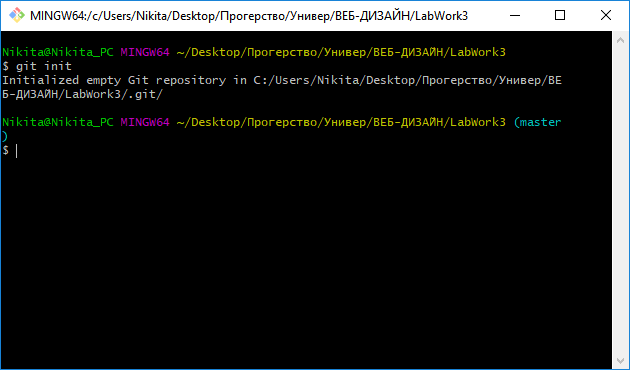 MINGW64:/c/Users/Nikita/Desktop/Прогерство/Универ/ВЕБ-ДИЗАЙН/LabWork3
Nikita@Nikita_PC MINGW64 ~/Desktop/Прогерство/Универ/ВЕБ-ДИЗАЙН/LabWork3
$ git init
Initialized empty Git repository in C:/Users/Nikita/Desktop/Прогерство/Универ/ВЕ
Б-ДИЗАЙН/LabWork3/.git/
Nikita@Nikita_PC MINGW64 ~/Desktop/Прогерство/Универ/ВЕБ-ДИЗАЙН/LabWork3 (master
)
$